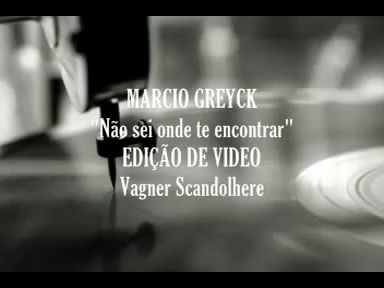 MARCIO GREYCK
"Não sei onde te encontrar"
EDIÇÃO DE VIDEO
Vagner Scandolhere